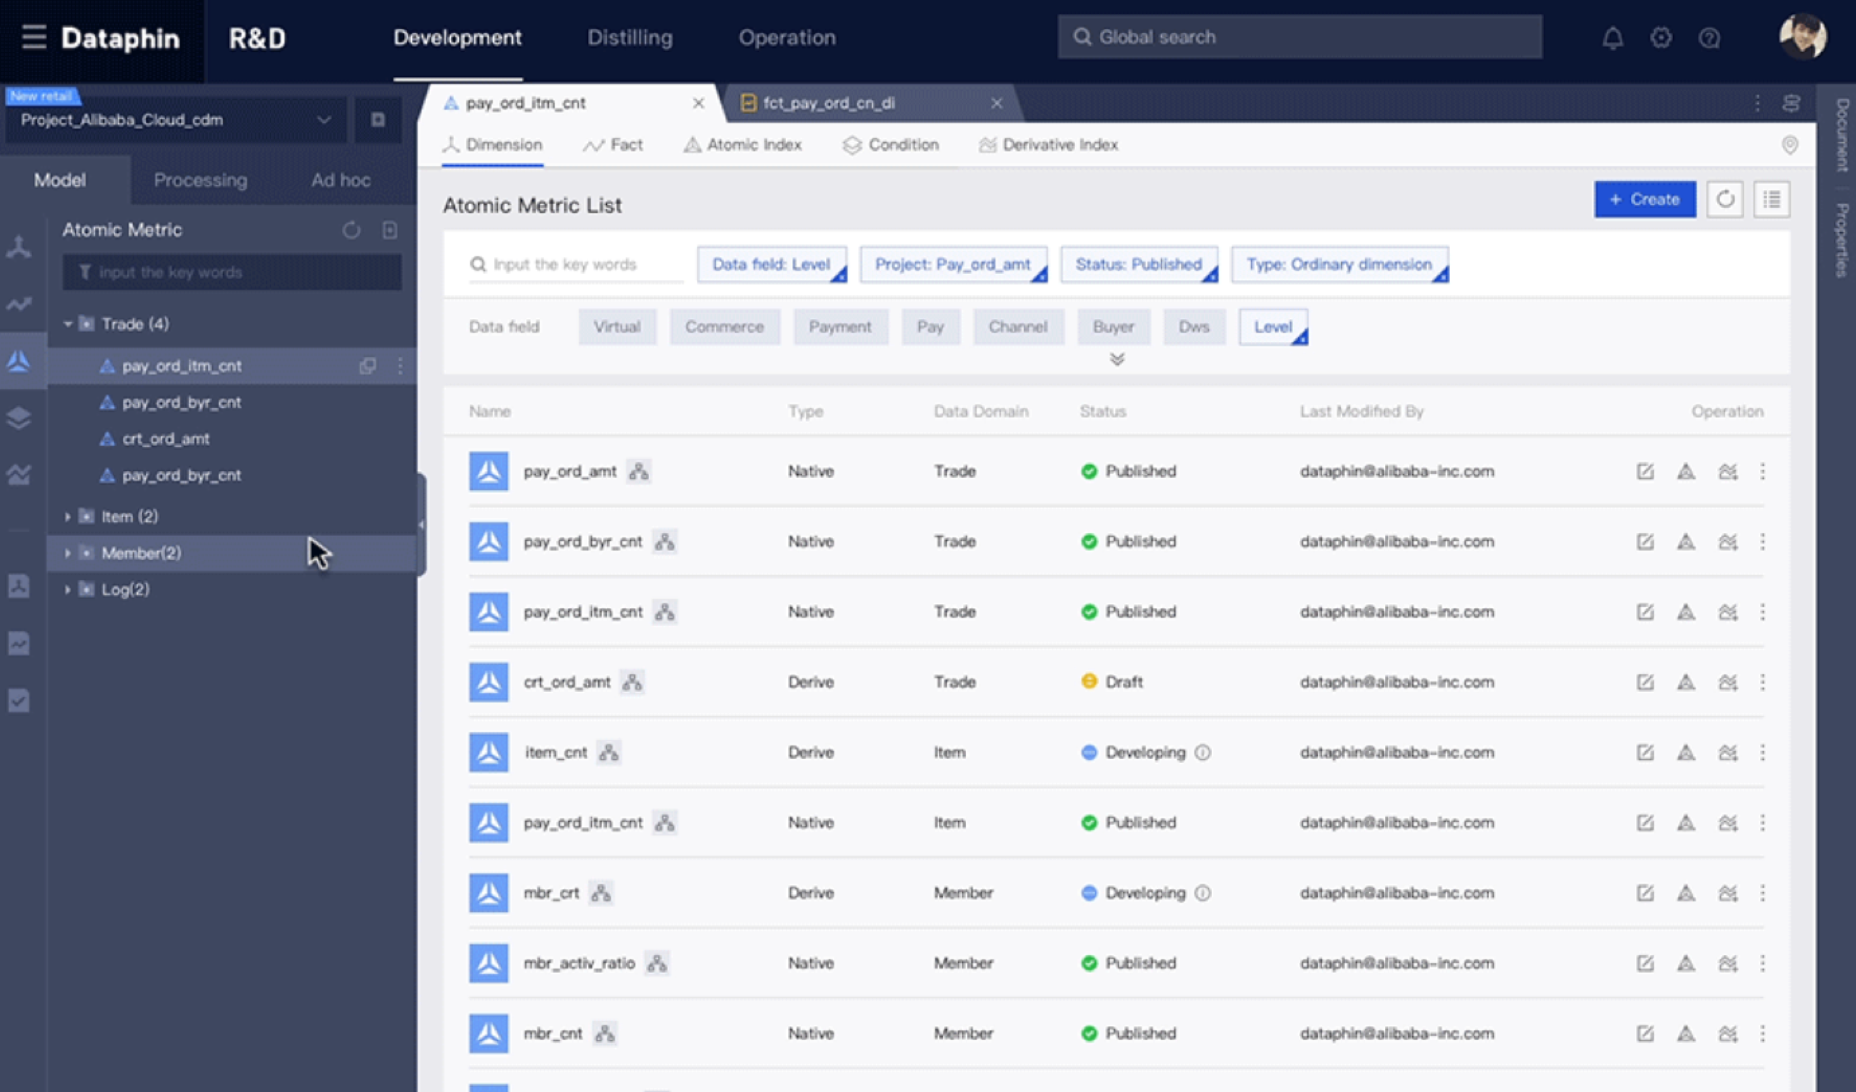 Dataphin R&D Development Distilling Operation Global search
New retail
Project_Alibaba_Cloud_cdm
Model Processing Ad hoc
Atomic Metric
input the key words
Trade (4)
pay_ord_itm_cnt
pay_ord_byr_cnt
crt_ord_amt
pay_ord_byr_cnt
Item (2)
Member(2)
Log(2)
pay_ord_itm_cnt fct_pay_ord_cn_di
Dimension Fact Atomic Index Condition Derivative Index
Atomic Metric List + Create
Input the key words Data field: Level Project: Pay_ord_amt Status: Published Type: Ordinary dimension
Data field Virtual Commerce Payment Pay Channel Buyer Dws Level
Name Type Data Domain Status Last Modified By Operation
pay_ord_amt Native Trade Published dataphin@alibaba-inc.com
pay_ord_byr_cnt Native Trade Published dataphin@alibaba-inc.com
pay_ord_itm_cnt Native Trade Published dataphin@alibaba-inc.com
crt_ord_amt Derive Trade Draft dataphin@alibaba-inc.com
item_cnt Derive Item Developing dataphin@alibaba-inc.com
pay_ord_itm_cnt Native Item Published dataphin@alibaba-inc.com
mbr_crt Derive Member Developing dataphin@alibaba-inc.com
mbr_activ_ratio Native Member Published dataphin@alibaba-inc.com
mbr_cnt Native Member Published dataphin@alibaba-inc.com
Document
Properties